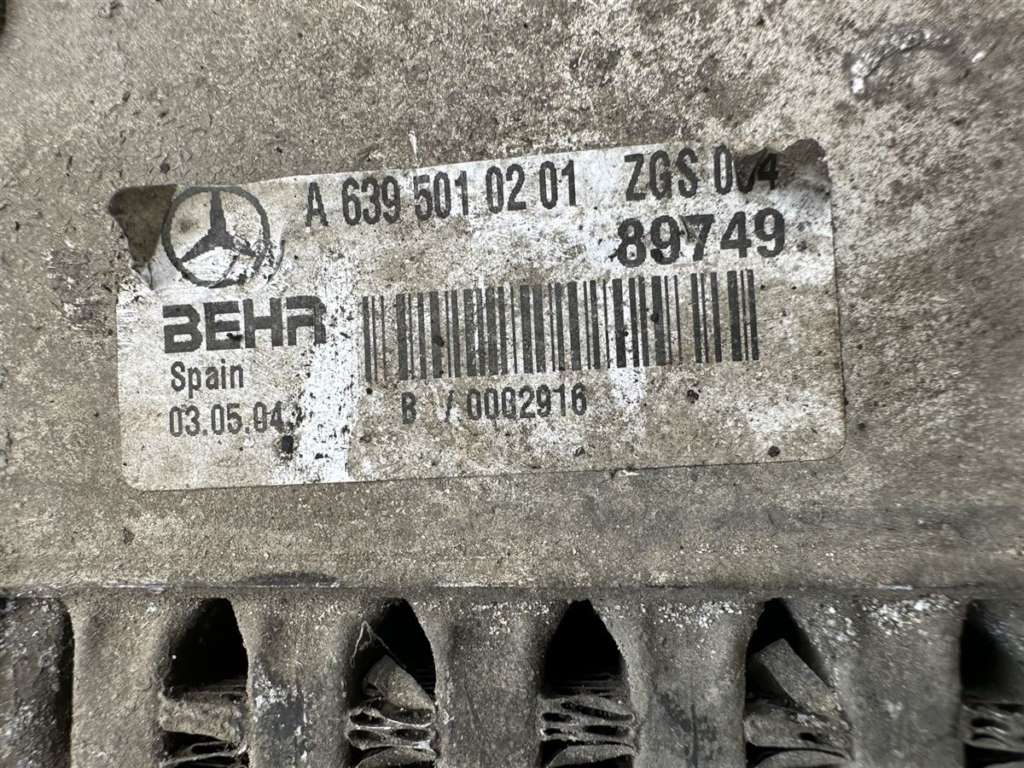 A 639 501 02 01 ZGS 004
89749
BEHR
Spain
03.05.04
B / 0002916